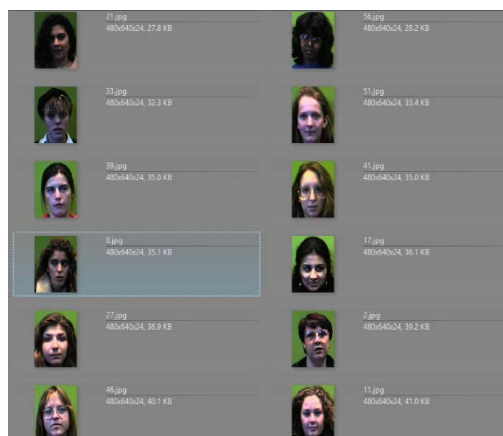 21.jpg
480x640x24, 27.8 KB
56.jpg
480x640x24, 28.2 KB
33.jpg
480x640x24, 32.3 KB
51.jpg
480x640x24, 33.4 KB
39.jpg
480x640x24, 35.0 KB
41.jpg
480x640x24, 35.0 KB
8.jpg
480x640x24, 35.1 KB
17.jpg
480x640x24, 36.1 KB
27.jpg
480x640x24, 36.9 KB
2.jpg
480x640x24, 39.2 KB
46.jpg
480x640x24, 40.1 KB
11.jpg
480x640x24, 41.0 KB